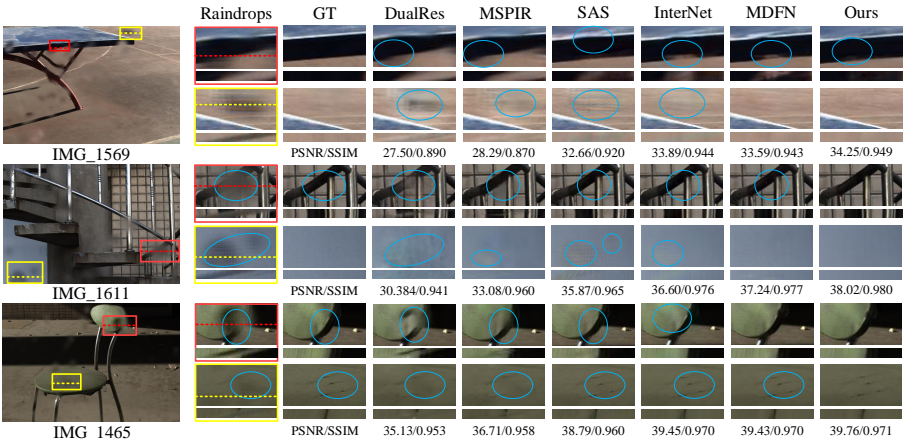 Raindrops GT DualRes MSPIR SAS InterNet MDFN Ours
IMG_1569 PSNR/SSIM 27.50/0.890 28.29/0.870 32.66/0.920 33.89/0.944 33.59/0.943 34.25/0.949
IMG_1611 PSNR/SSIM 30.384/0.941 33.08/0.960 35.87/0.965 36.60/0.976 37.24/0.977 38.02/0.980
IMG_1465 PSNR/SSIM 35.13/0.953 36.71/0.958 38.79/0.960 39.45/0.970 39.43/0.970 39.76/0.971